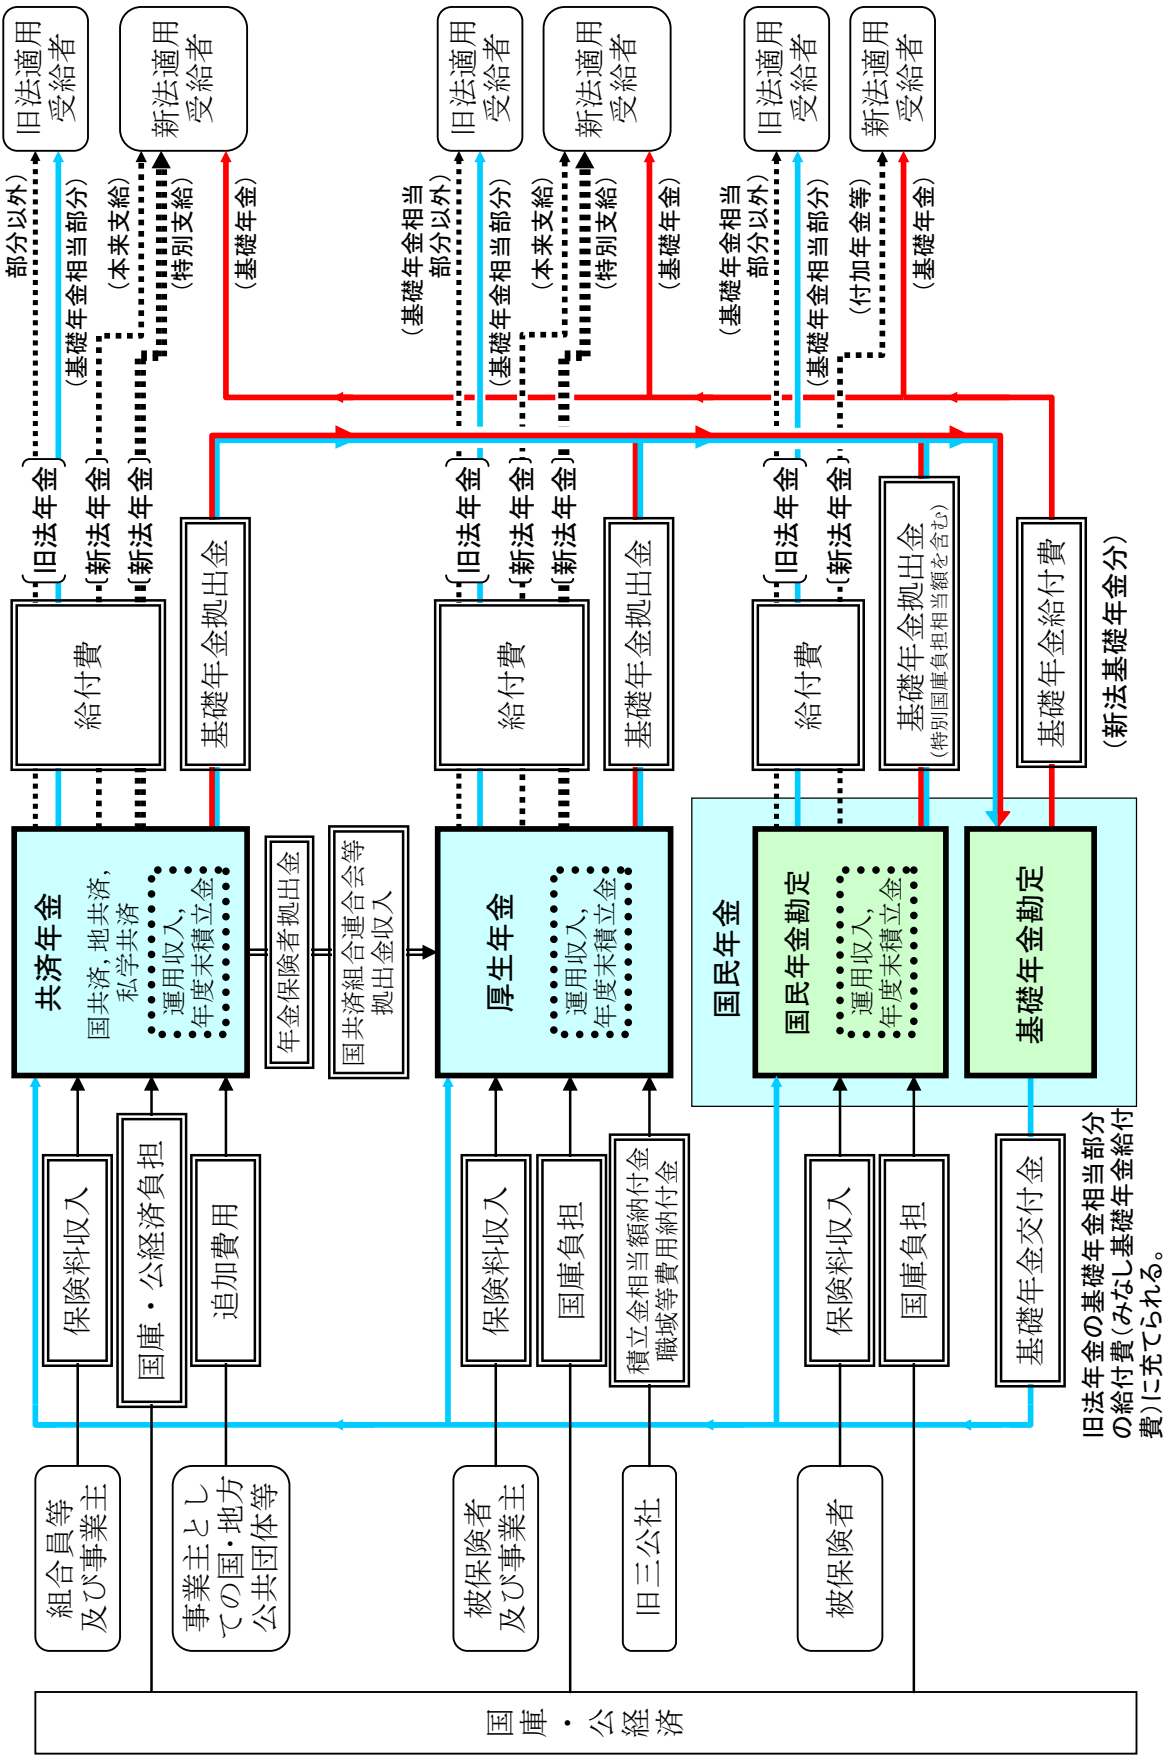 国庫・公経済
組合員等
及び事業主
事業主とし
ての国・地方
公共団体等
被保険者
及び事業主
旧三公社
被保険者
保険料収入
国庫・公経済負担
追加費用
保険料収入
国庫負担
積立金相当額納付金
職域等費用納付金
保険料収入
国庫負担
基礎年金交付金
旧法年金の基礎年金相当部分
の給付費(みなし基礎年金給付
費)に充てられる。
共済年金
国共済,地共済,
私学共済
運用収入,
年度末積立金
年金保険者拠出金
国共済組合連合会等
拠出金収入
厚生年金
運用収入,
年度末積立金
国民年金
国民年金勘定
運用収入,
年度末積立金
基礎年金勘定
給付費
基礎年金拠出金
給付費
基礎年金拠出金
給付費
基礎年金拠出金
(特別国庫負担相当額を含む)
基礎年金給付費
(新法基礎年金分)
(旧法年金)
(新法年金)
(新法年金)
(旧法年金)
(新法年金)
(新法年金)
(旧法年金)
(新法年金)
部分以外)
(基礎年金相当部分)
(本来支給)
(特別支給)
(基礎年金)
(基礎年金相当
部分以外)
(基礎年金相当部分)
(本来支給)
(特別支給)
(基礎年金)
(基礎年金相当
部分以外)
(基礎年金相当部分)
(付加年金等)
(基礎年金)
旧法適用
受給者
新法適用
受給者
旧法適用
受給者
新法適用
受給者
旧法適用
受給者
新法適用
受給者